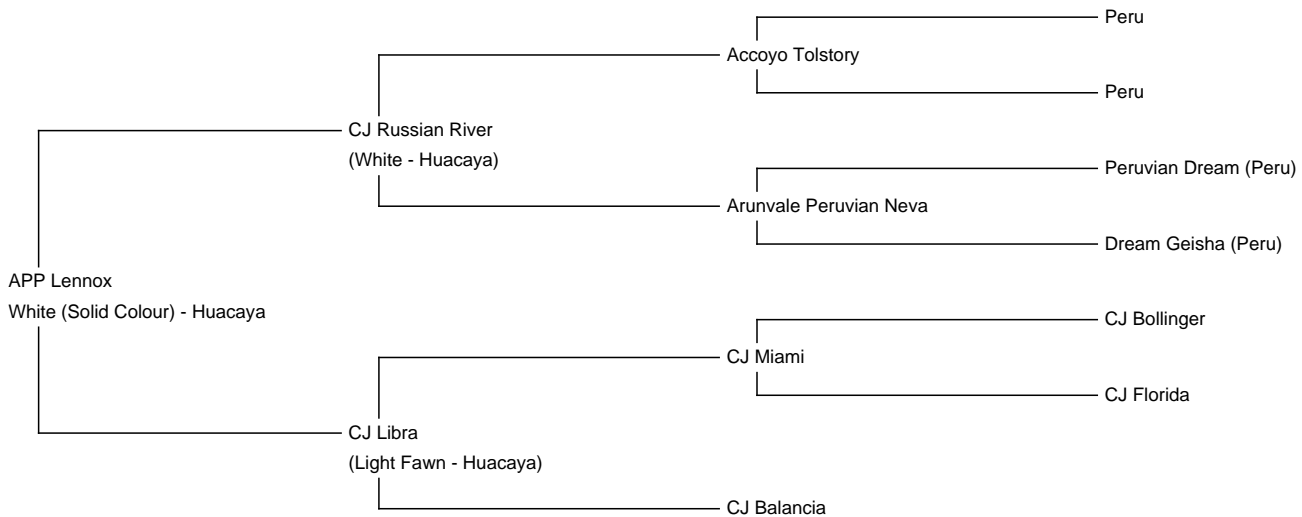 Peru
Accoyo Tolstory
Peru
CJ Russian River
(White - Huacaya)
Peruvian Dream (Peru)
Arunvale Peruvian Neva
Dream Geisha (Peru)
APP Lennox
White (Solid Colour) - Huacaya
CJ Bollinger
CJ Miami
CJ Florida
CJ Libra
(Light Fawn - Huacaya)
CJ Balancia